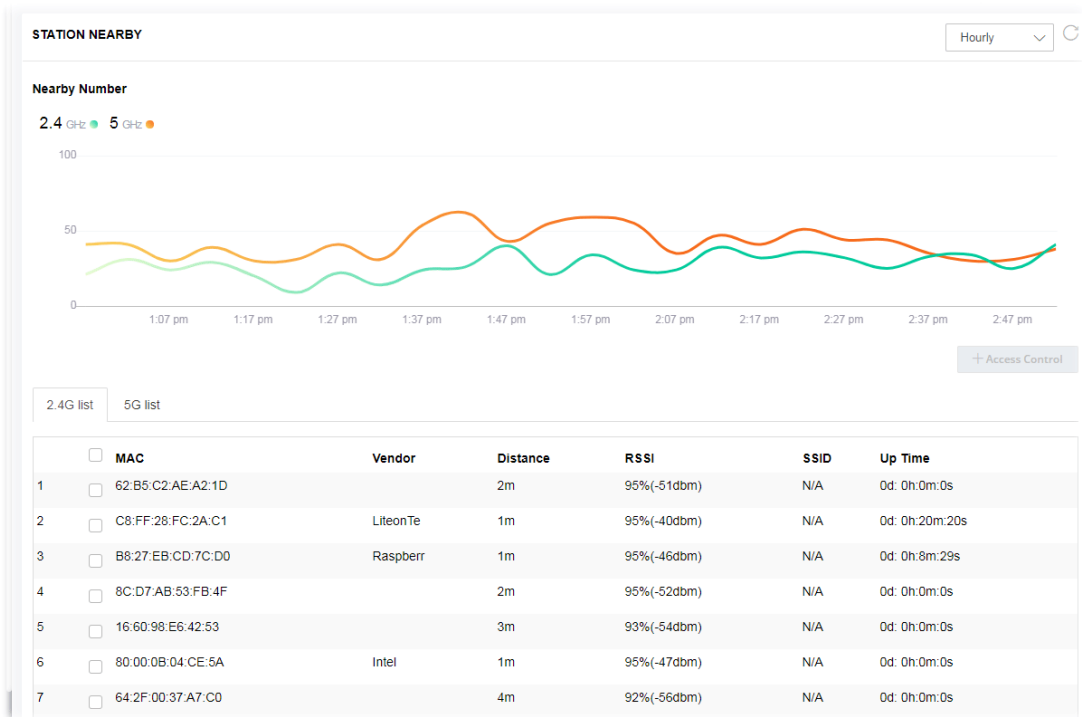 STATION NEARBY
Hourly
Nearby Number
2.4 GHz 5 GHz
100
50
0
1:07 pm 1:17 pm 1:27 pm 1:37 pm 1:47 pm 1:57 pm 2:07 pm 2:17 pm 2:27 pm 2:37 pm 2:47 pm
+ Access Control
2.4G list 5G list
MAC Vendor Distance RSSI SSID Up Time
1 62:B5:C2:AE:A2:1D 2m 95%(-51dbm) N/A 0d: 0h:0m:0s
2 C8:FF:28:FC:2A:C1 LiteonTe 1m 95%(-40dbm) N/A 0d: 0h:20m:20s
3 B8:27:EB:CD:7C:D0 Raspberr 1m 95%(-46dbm) N/A 0d: 0h:8m:29s
4 8C:D7:AB:53:FB:4F 2m 95%(-52dbm) N/A 0d: 0h:0m:0s
5 16:60:98:E6:42:53 3m 93%(-54dbm) N/A 0d: 0h:0m:0s
6 80:00:0B:04:CE:5A Intel 1m 95%(-47dbm) N/A 0d: 0h:0m:0s
7 64:2F:00:37:A7:C0 4m 92%(-56dbm) N/A 0d: 0h:0m:0s